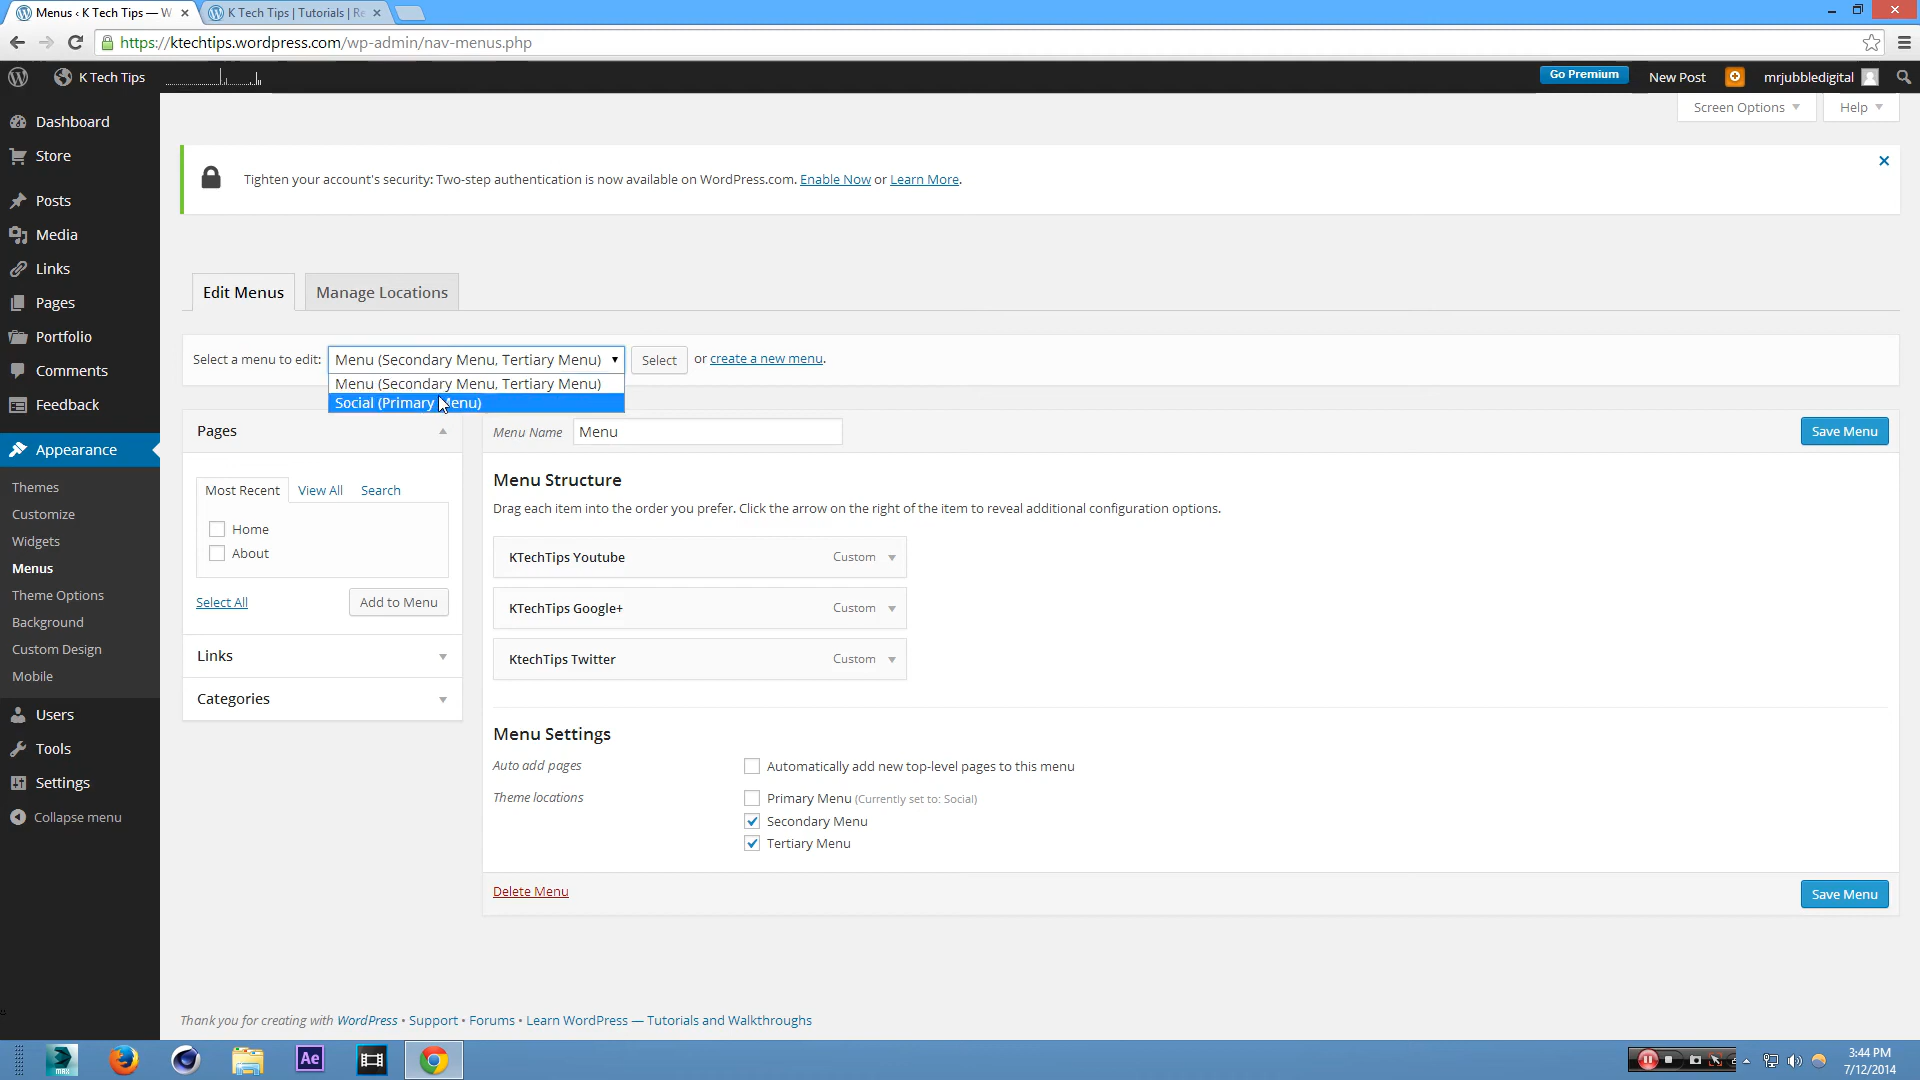 Menus ‹ K Tech Tips — W
K Tech Tips | Tutorials | Re
https://ktechtips.wordpress.com/wp-admin/nav-menus.php
K Tech Tips
Go Premium
New Post
mrjubbledigital
Screen Options
Help
Dashboard
Store
Posts
Media
Links
Pages
Portfolio
Comments
Feedback
Appearance
Themes
Customize
Widgets
Menus
Theme Options
Background
Custom Design
Mobile
Users
Tools
Settings
Collapse menu
Tighten your account's security: Two-step authentication is now available on WordPress.com. Enable Now or Learn More.
Edit Menus
Manage Locations
Select a menu to edit: Menu (Secondary Menu, Tertiary Menu) Select or create a new menu.
Menu (Secondary Menu, Tertiary Menu)
Social (Primary Menu)
Pages
Most Recent View All Search
Home
About
Select All
Add to Menu
Links
Categories
Menu Name Menu
Save Menu
Menu Structure
Drag each item into the order you prefer. Click the arrow on the right of the item to reveal additional configuration options.
KTechTips Youtube Custom
KTechTips Google+ Custom
KtechTips Twitter Custom
Menu Settings
Auto add pages
Automatically add new top-level pages to this menu
Theme locations
Primary Menu (Currently set to: Social)
Secondary Menu
Tertiary Menu
Delete Menu
Save Menu
Thank you for creating with WordPress • Support • Forums • Learn WordPress — Tutorials and Walkthroughs
MAX
Ae
3:44 PM
7/12/2014